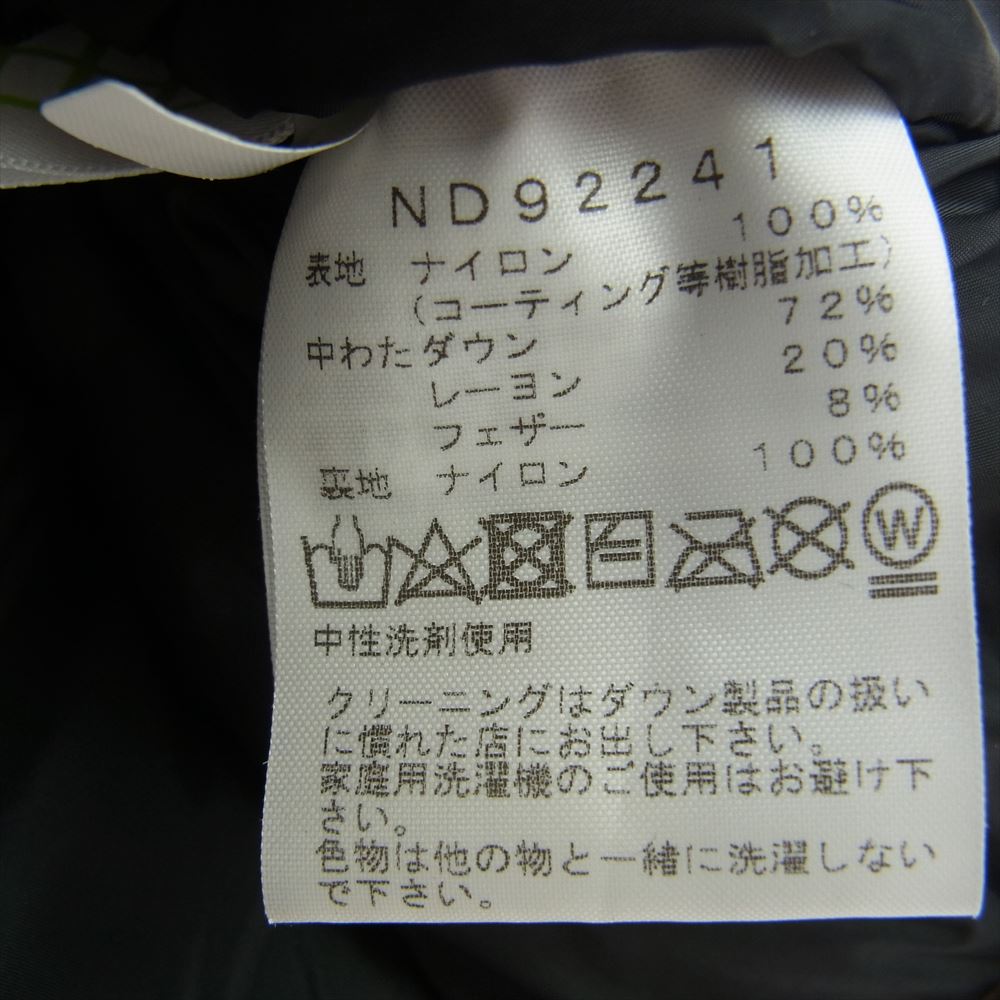 ND92241
表地 ナイロン 100%
(コーティング等樹脂加工)
中わた ダウン 72%
レーヨン 20%
フェザー 8%
裏地 ナイロン 100%
W
中性洗剤使用
クリーニングはダウン製品の扱い
に慣れた店にお出し下さい。
家庭用洗濯機のご使用はお避け下
さい。
色物は他の物と一緒に洗濯しない
で下さい。